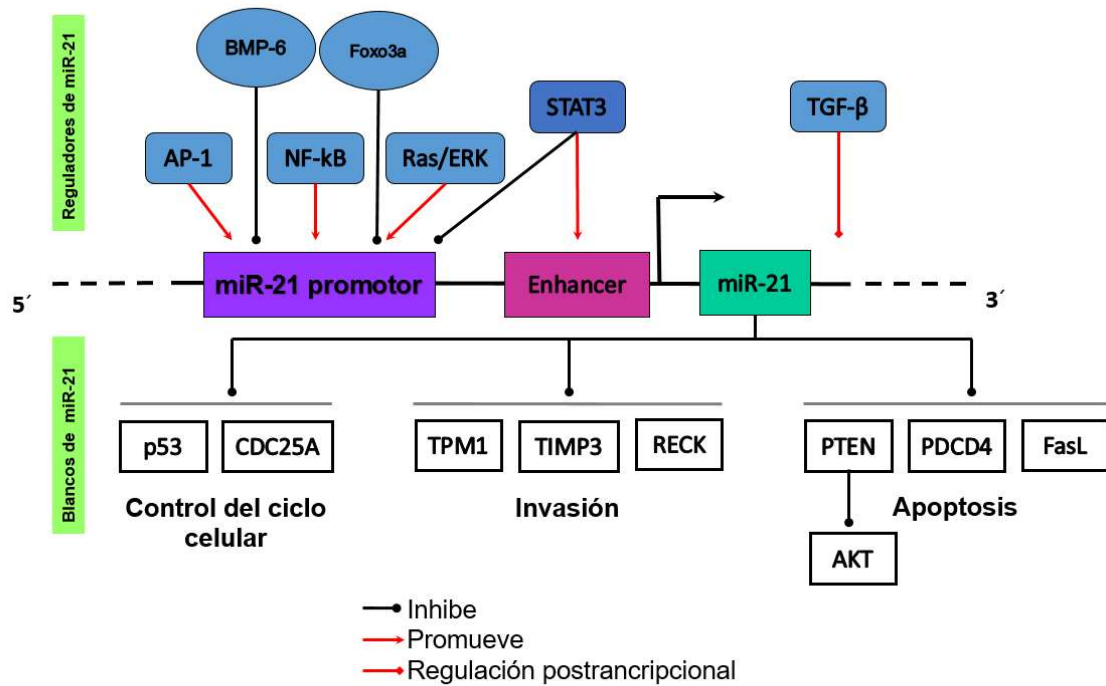 Reguladores de miR-21
BMP-6
Foxo3a
STAT3
TGF-β
AP-1
NF-kB
Ras/ERK
5´
miR-21 promotor
Enhancer
miR-21
3´
Blancos de miR-21
p53
CDC25A
TPM1
TIMP3
RECK
PTEN
PDCD4
FasL
Control del ciclo
celular
Invasión
Apoptosis
AKT
Inhibe
Promueve
Regulación postrancripcional